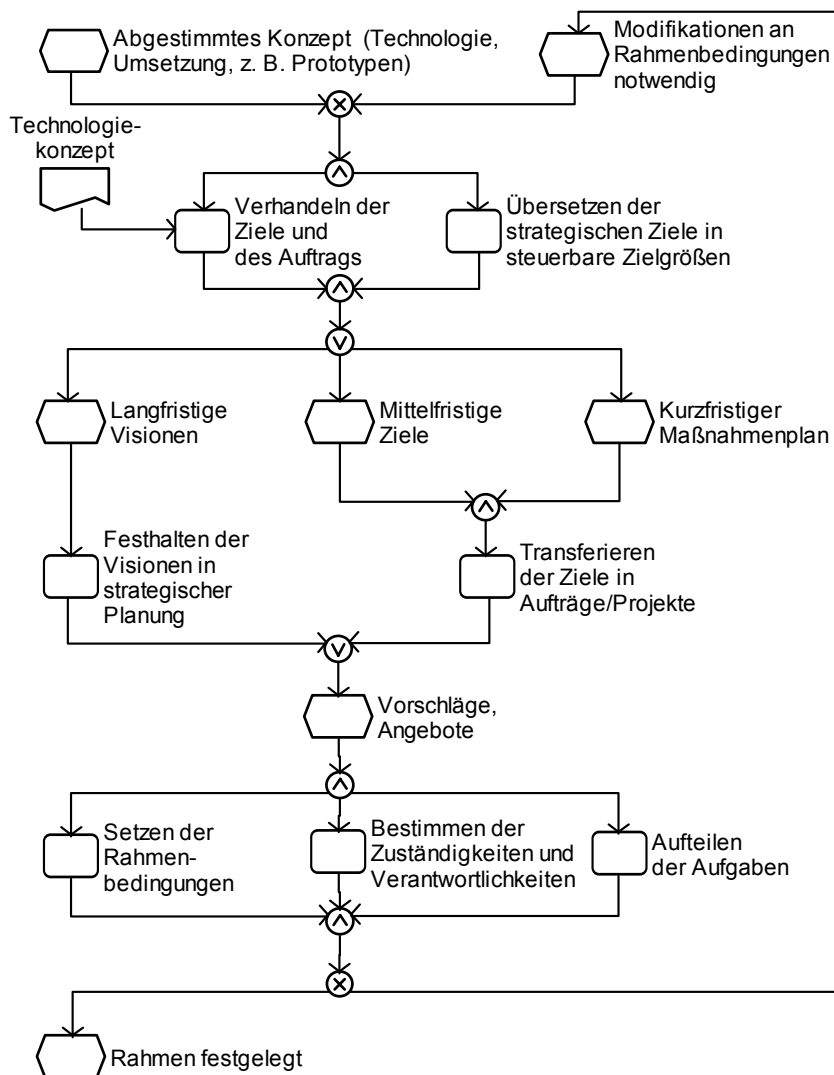 Abgestimmtes Konzept (Technologie,
Umsetzung, z. B. Prototypen)
Modifikationen an
Rahmenbedingungen
notwendig
Technologie-
konzept
Verhandeln der
Ziele und
des Auftrags
Übersetzen der
strategischen Ziele in
steuerbare Zielgrößen
Langfristige
Visionen
Mittelfristige
Ziele
Kurzfristiger
Maßnahmenplan
Festhalten der
Visionen in
strategischer
Planung
Transferieren
der Ziele in
Aufträge/Projekte
Vorschläge,
Angebote
Setzen der
Rahmen-
bedingungen
Bestimmen der
Zuständigkeiten und
Verantwortlichkeiten
Aufteilen
der Aufgaben
Rahmen festgelegt